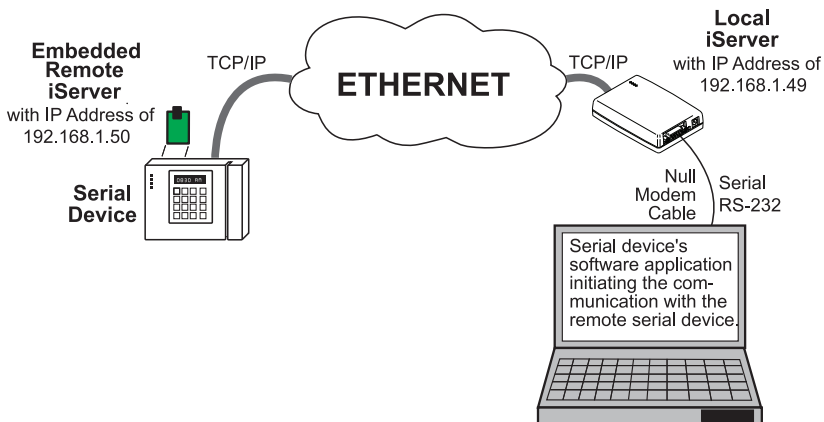 Embedded
Remote
iServer
with IP Address of
192.168.1.50
TCP/IP
ETHERNET
TCP/IP
Local
iServer
with IP Address of
192.168.1.49
Serial
Device
0830 AM
Null
Modem
Cable
Serial
RS-232
Serial device's
software application
initiating the com-
munication with the
remote serial device.